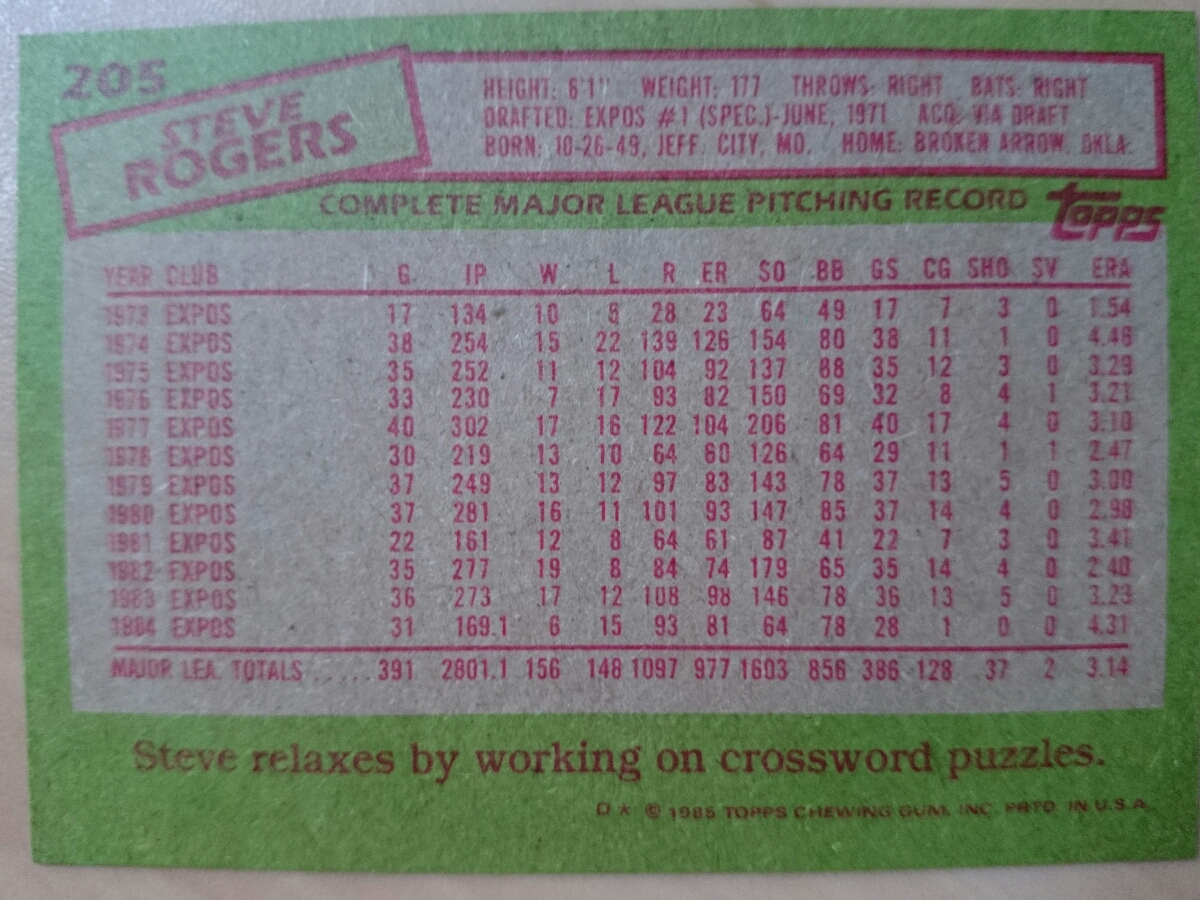 205
STEVE
ROGERS
HEIGHT: 6'1" WEIGHT: 177 THROWS: RIGHT BATS: RIGHT
DRAFTED: EXPOS #1 (SPEC.)-JUNE, 1971 ACQ: VIA DRAFT
BORN: 10-26-49, JEFF. CITY, MO. HOME: BROKEN ARROW, OKLA.
COMPLETE MAJOR LEAGUE PITCHING RECORD
topps
YEAR CLUB G IP W L R ER SO BB GS CG SHO SV ERA
1973 EXPOS 17 134 10 5 28 23 64 49 17 7 3 0 1.54
1974 EXPOS 38 254 15 22 139 126 154 80 38 11 1 0 4.46
1975 EXPOS 35 252 11 12 104 92 137 88 35 12 3 0 3.29
1976 EXPOS 33 230 7 17 93 82 150 69 32 8 4 1 3.21
1977 EXPOS 40 302 17 16 122 104 206 81 40 17 4 0 3.10
1978 EXPOS 30 219 13 10 64 60 126 64 29 11 1 1 2.47
1979 EXPOS 37 249 13 12 97 83 143 78 37 13 5 0 3.00
1980 EXPOS 37 281 16 11 101 93 147 85 37 14 4 0 2.98
1981 EXPOS 22 161 12 8 64 61 87 41 22 7 3 0 3.41
1982 EXPOS 35 277 19 8 84 74 179 65 35 14 4 0 2.40
1983 EXPOS 36 273 17 12 108 98 146 78 36 13 5 0 3.23
1984 EXPOS 31 169.1 6 15 93 81 64 78 28 1 0 0 4.31
MAJOR LEA. TOTALS ..... 391 2801.1 156 148 1097 977 1603 856 386 128 37 2 3.14
Steve relaxes by working on crossword puzzles.
D* © 1985 TOPPS CHEWING GUM, INC. PRTD. IN U.S.A.